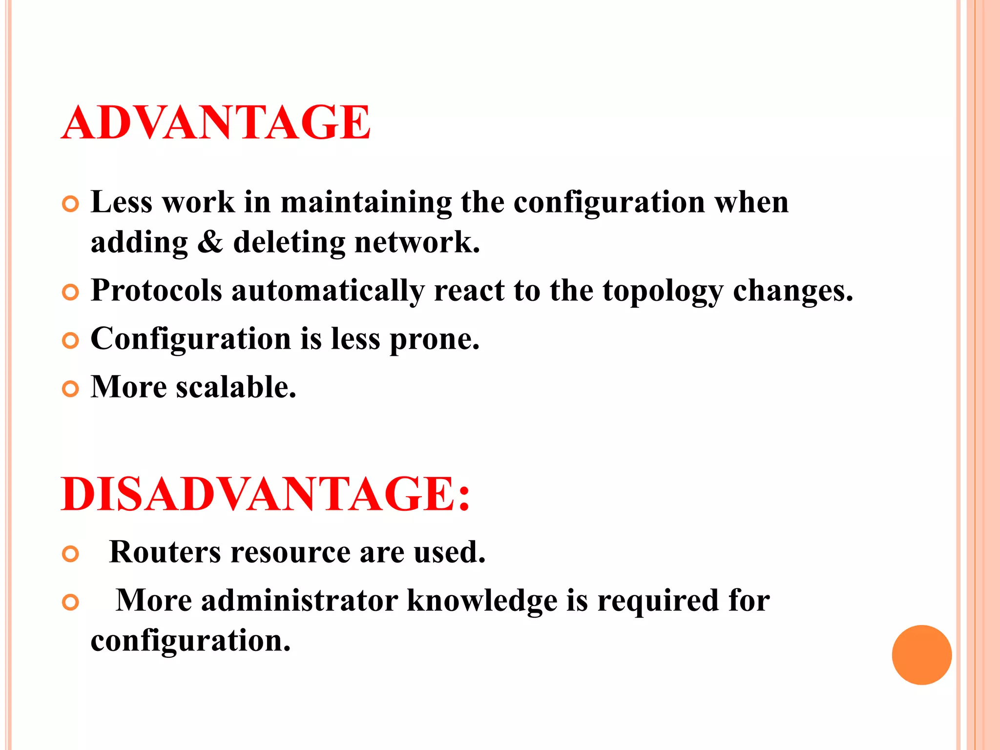 ADVANTAGE
Less work in maintaining the configuration when
adding & deleting network.
Protocols automatically react to the topology changes.
Configuration is less prone.
More scalable.
DISADVANTAGE:
Routers resource are used.
More administrator knowledge is required for
configuration.